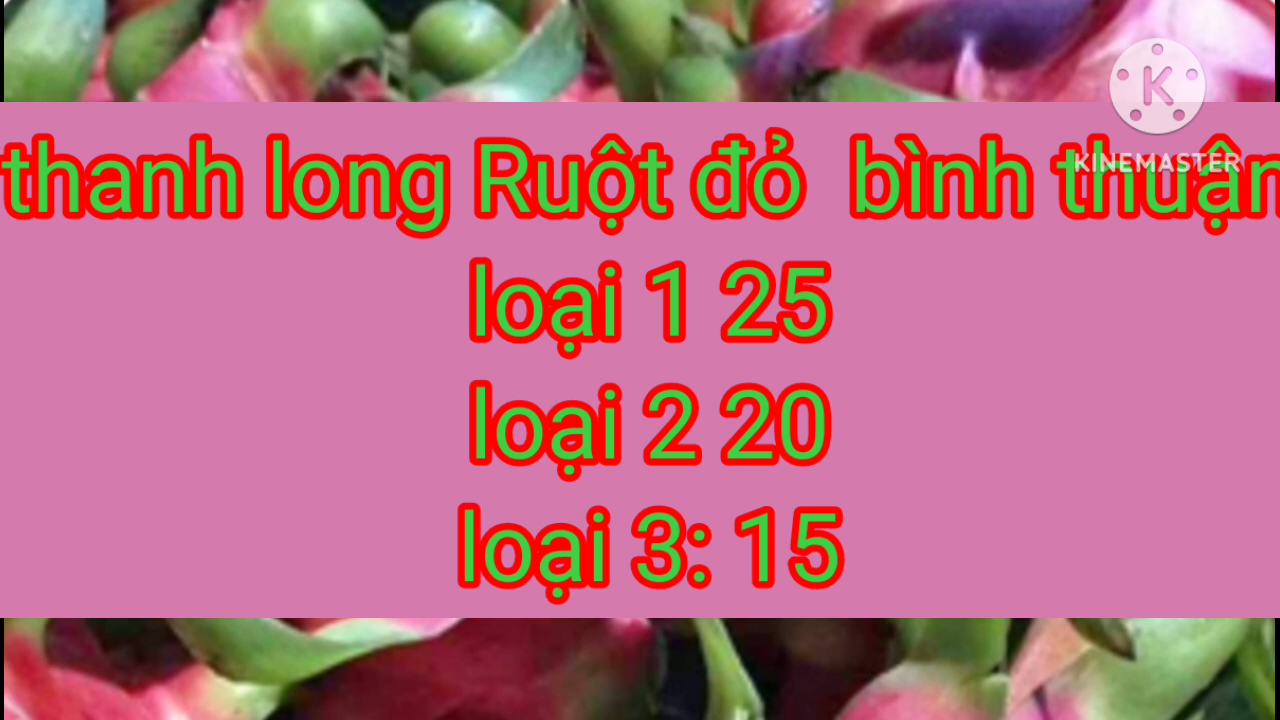 KINEMASTER
thanh long Ruột đỏ bình thuận
loại 1 25
loại 2 20
loại 3: 15